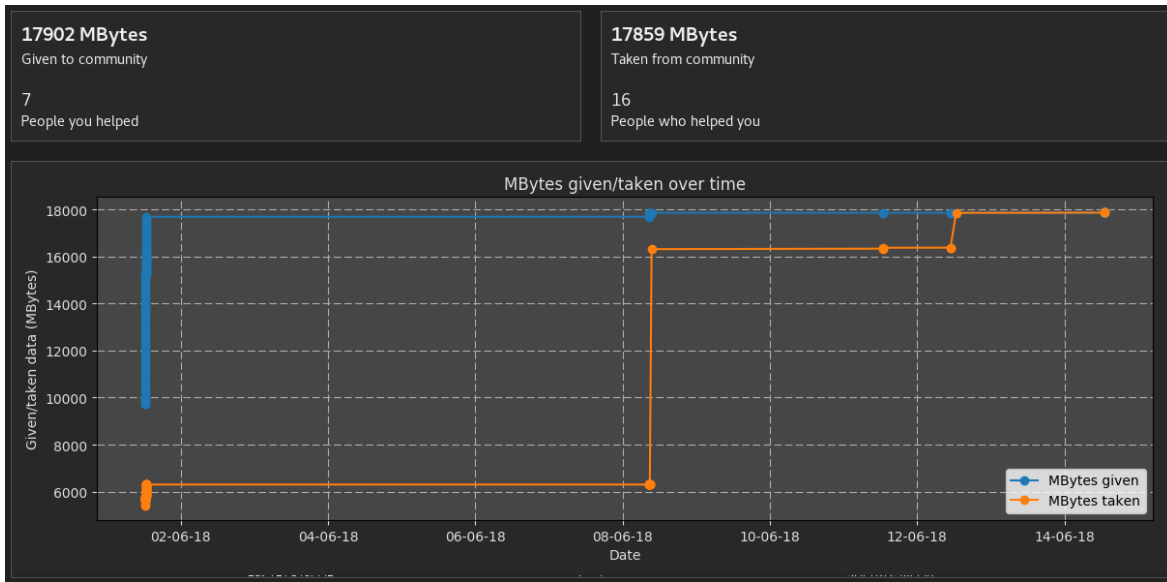 17902 MBytes
Given to community
7
People you helped
17859 MBytes
Taken from community
16
People who helped you
MBytes given/taken over time
Given/taken data (MBytes)
18000
16000
14000
12000
10000
8000
6000
MBytes given
MBytes taken
02-06-18 04-06-18 06-06-18 08-06-18 10-06-18 12-06-18 14-06-18
Date